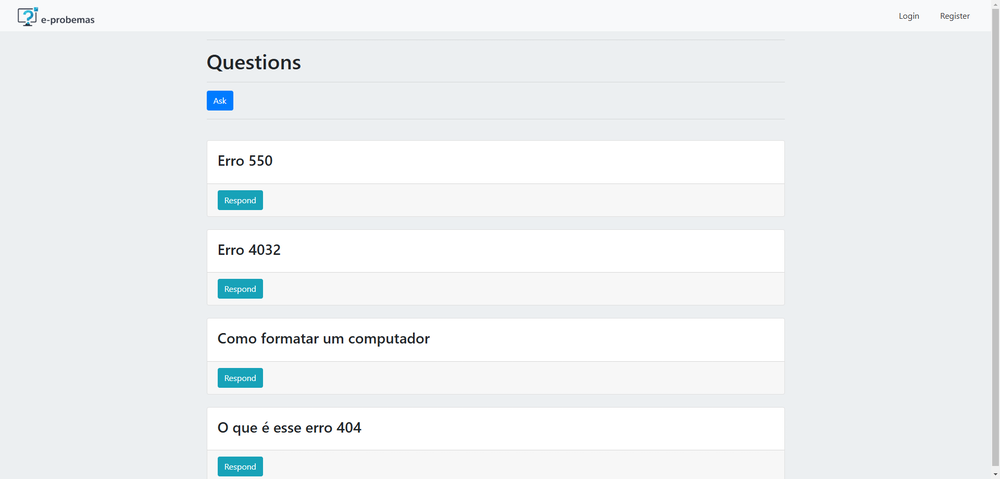 e-probemas
Login
Register
Questions
Ask
Erro 550
Respond
Erro 4032
Respond
Como formatar um computador
Respond
O que é esse erro 404
Respond